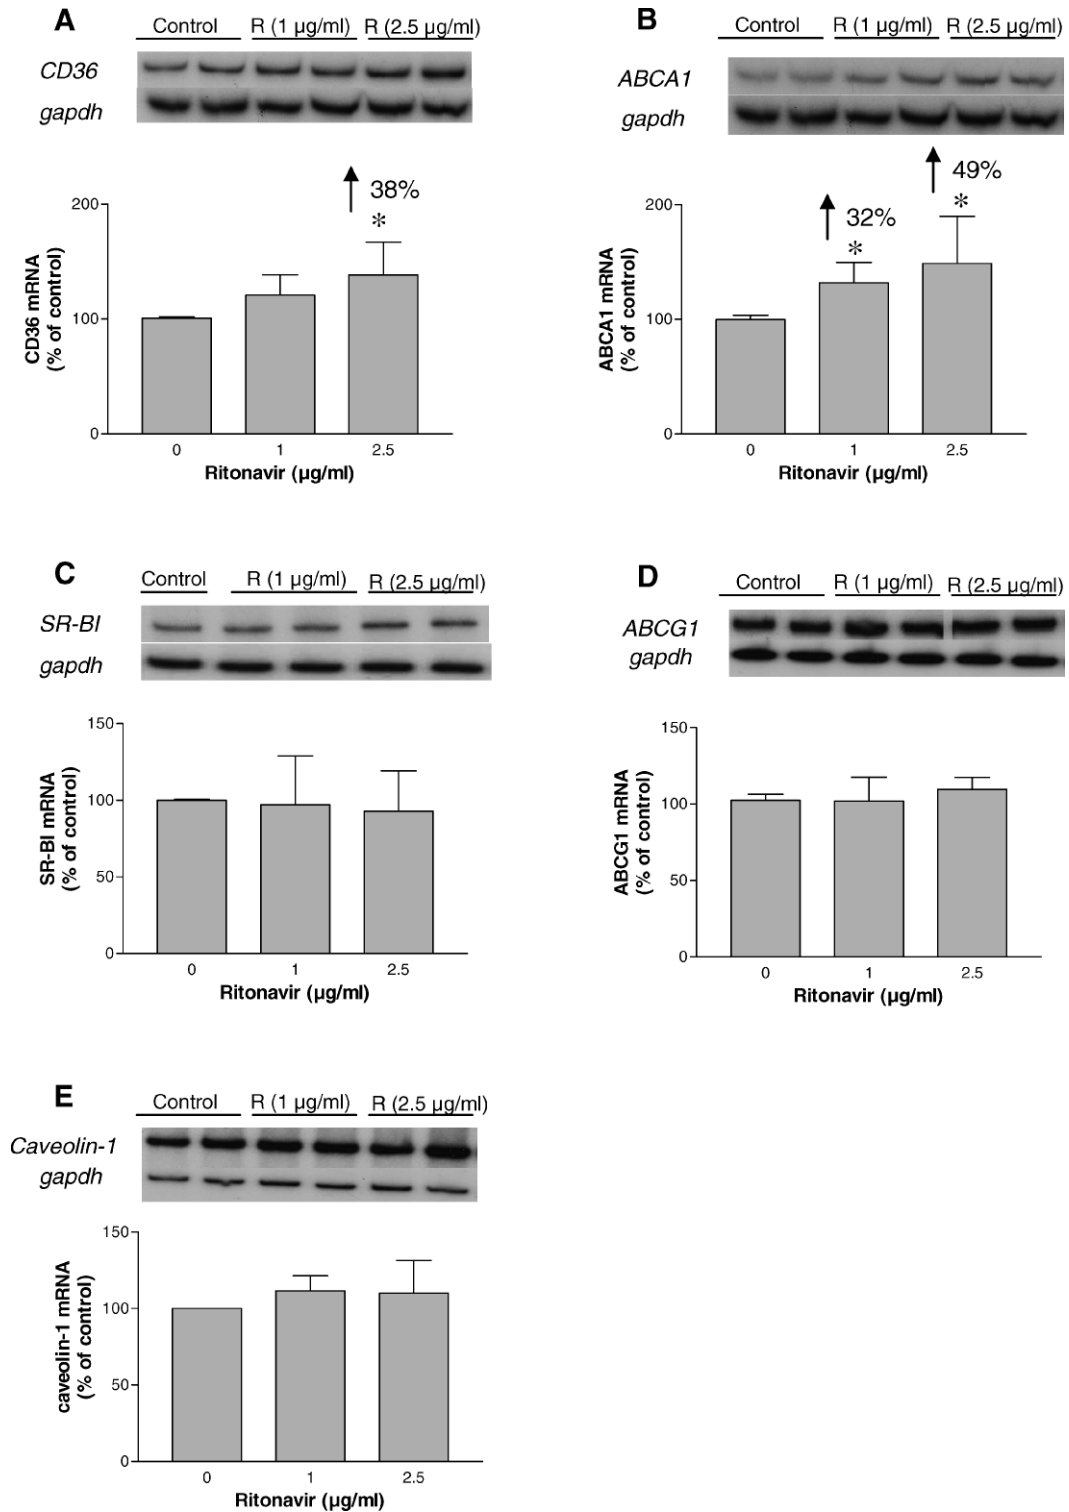 A
Control R (1 µg/ml) R (2.5 µg/ml)
CD36
gapdh
38%
*
200
100
0
CD36 mRNA
(% of control)
0 1 2.5
Ritonavir (µg/ml)
B
Control R (1 µg/ml) R (2.5 µg/ml)
ABCA1
gapdh
49%
*
32%
*
200
100
0
ABCA1 mRNA
(% of control)
0 1 2.5
Ritonavir (µg/ml)
C
Control R (1 µg/ml) R (2.5 µg/ml)
SR-BI
gapdh
150
100
50
0
SR-BI mRNA
(% of control)
0 1 2.5
Ritonavir (µg/ml)
D
Control R (1 µg/ml) R (2.5 µg/ml)
ABCG1
gapdh
150
100
50
0
ABCG1 mRNA
(% of control)
0 1 2.5
Ritonavir (µg/ml)
E
Control R (1 µg/ml) R (2.5 µg/ml)
Caveolin-1
gapdh
150
100
50
0
caveolin-1 mRNA
(% of control)
0 1 2.5
Ritonavir (µg/ml)